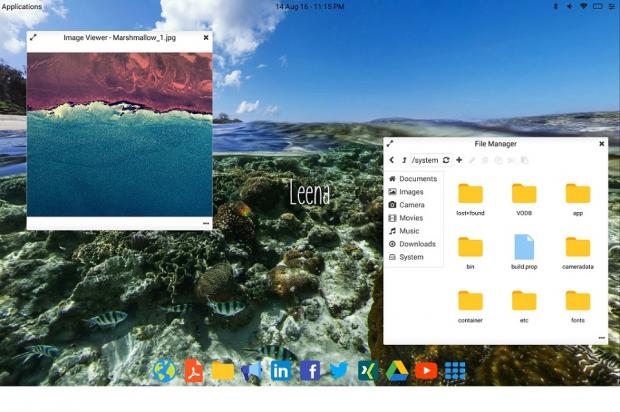 Applications
14 Aug 16 - 11:15 PM
Image Viewer - Marshmallow_1.jpg
File Manager
/system
Documents
Images
Camera
Movies
Music
Downloads
System
lost+found
VODB
app
bin
build.prop
cameradata
container
etc
fonts
Leena
in
f